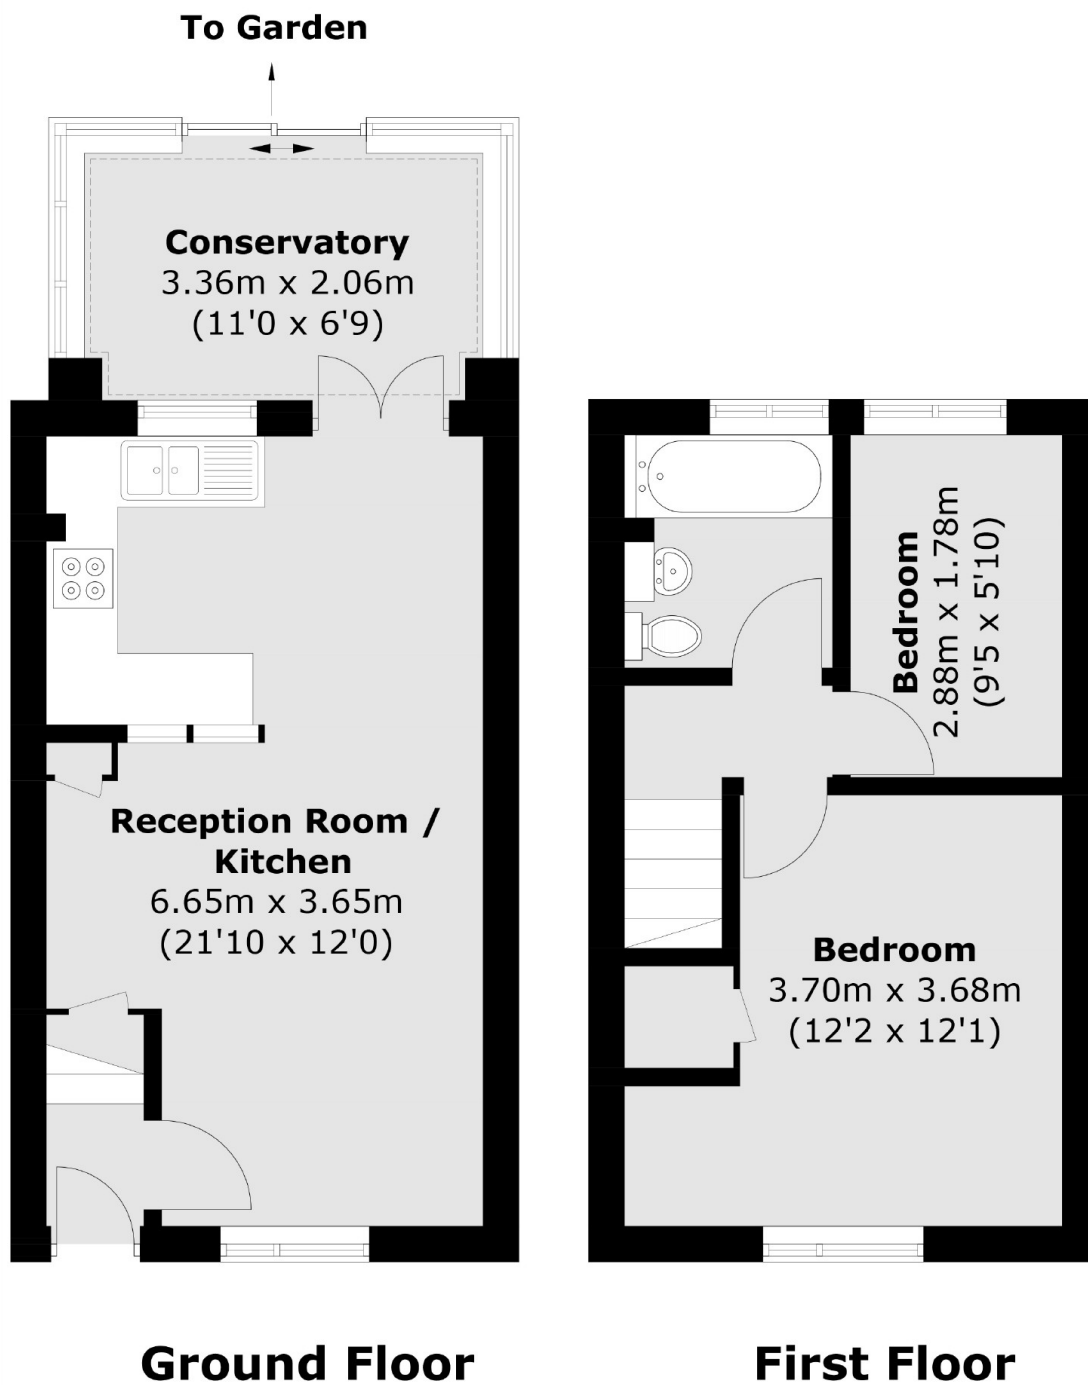 To Garden
Conservatory
3.36m x 2.06m
(11'0 x 6'9)
Reception Room /
Kitchen
6.65m x 3.65m
(21'10 x 12'0)
Bedroom
2.88m x 1.78m
(9'5 x 5'10)
Bedroom
3.70m x 3.68m
(12'2 x 12'1)
Ground Floor
First Floor